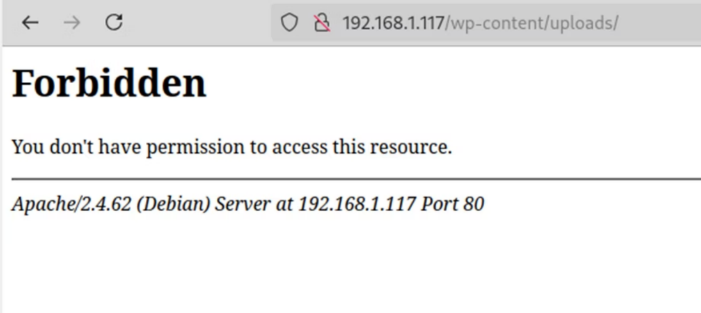 192.168.1.117/wp-content/uploads/
Forbidden
You don't have permission to access this resource.
Apache/2.4.62 (Debian) Server at 192.168.1.117 Port 80